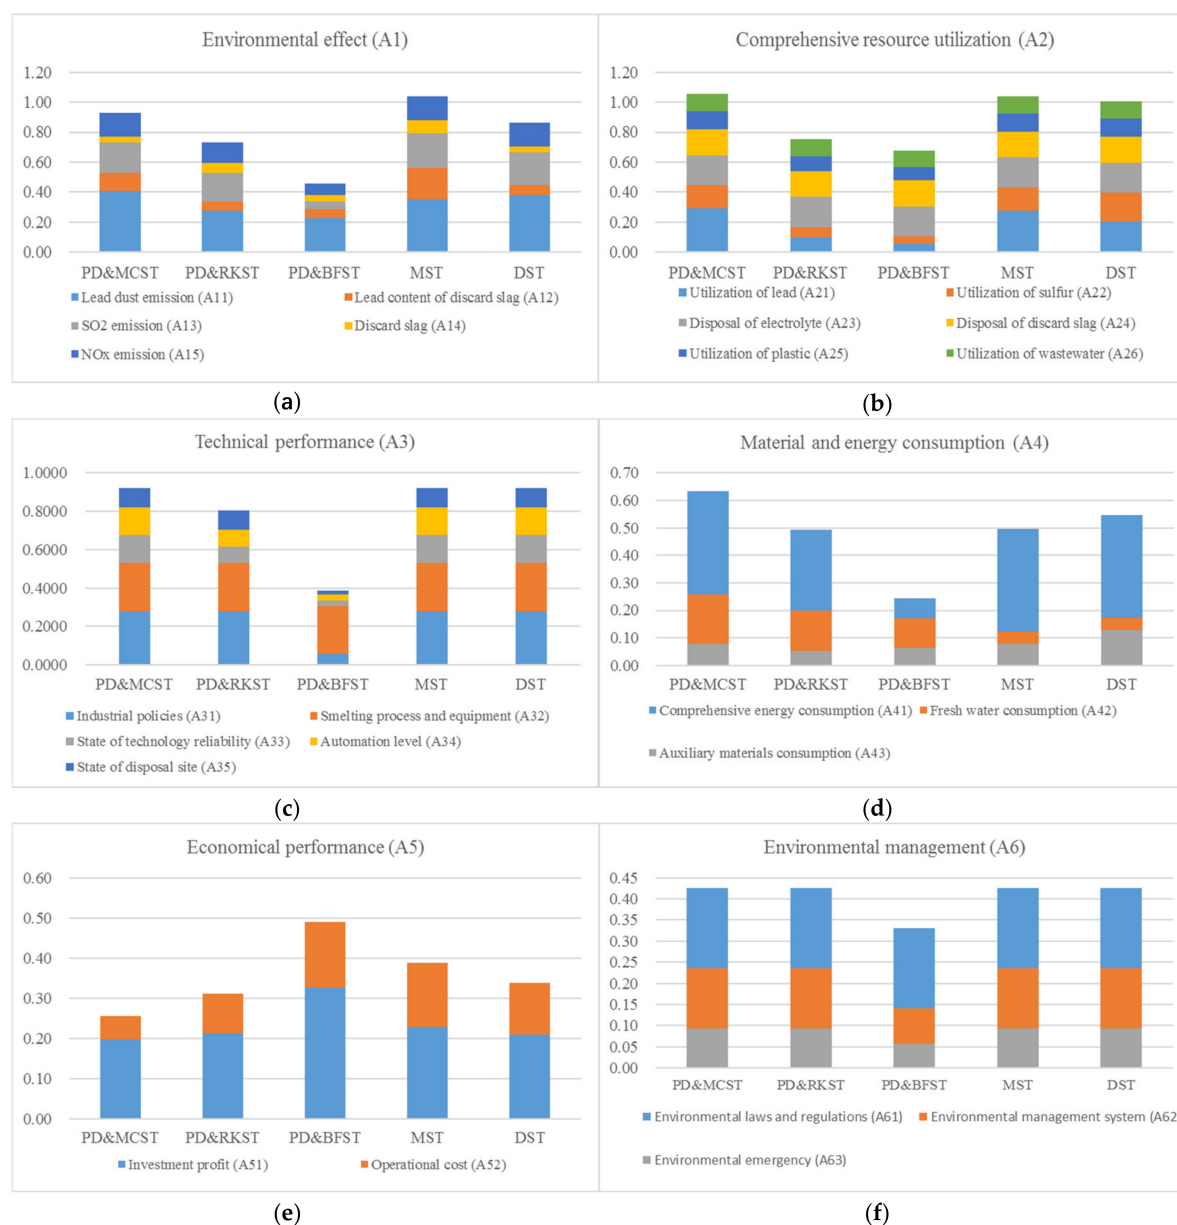 Environmental effect (A1)
1.20
1.00
0.80
0.60
0.40
0.20
0.00
PD&MCST PD&RKST PD&BFST MST DST
Lead dust emission (A11) Lead content of discard slag (A12)
SO2 emission (A13) Discard slag (A14)
NOx emission (A15)
(a)
Comprehensive resource utilization (A2)
1.20
1.00
0.80
0.60
0.40
0.20
0.00
PD&MCST PD&RKST PD&BFST MST DST
Utilization of lead (A21) Utilization of sulfur (A22)
Disposal of electrolyte (A23) Disposal of discard slag (A24)
Utilization of plastic (A25) Utilization of wastewater (A26)
(b)
Technical performance (A3)
1.0000
0.8000
0.6000
0.4000
0.2000
0.0000
PD&MCST PD&RKST PD&BFST MST DST
Industrial policies (A31) Smelting process and equipment (A32)
State of technology reliability (A33) Automation level (A34)
State of disposal site (A35)
(c)
Material and energy consumption (A4)
0.70
0.60
0.50
0.40
0.30
0.20
0.10
0.00
PD&MCST PD&RKST PD&BFST MST DST
Comprehensive energy consumption (A41) Fresh water consumption (A42)
Auxiliary materials consumption (A43)
(d)
Economical performance (A5)
0.60
0.50
0.40
0.30
0.20
0.10
0.00
PD&MCST PD&RKST PD&BFST MST DST
Investment profit (A51) Operational cost (A52)
(e)
Environmental management (A6)
0.45
0.40
0.35
0.30
0.25
0.20
0.15
0.10
0.05
0.00
PD&MCST PD&RKST PD&BFST MST DST
Environmental laws and regulations (A61) Environmental management system (A62
Environmental emergency (A63)
(f)